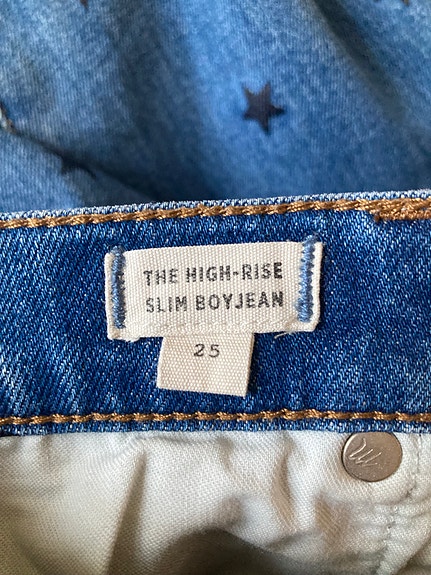 THE HIGH-RISE
SLIM BOYJEAN
25